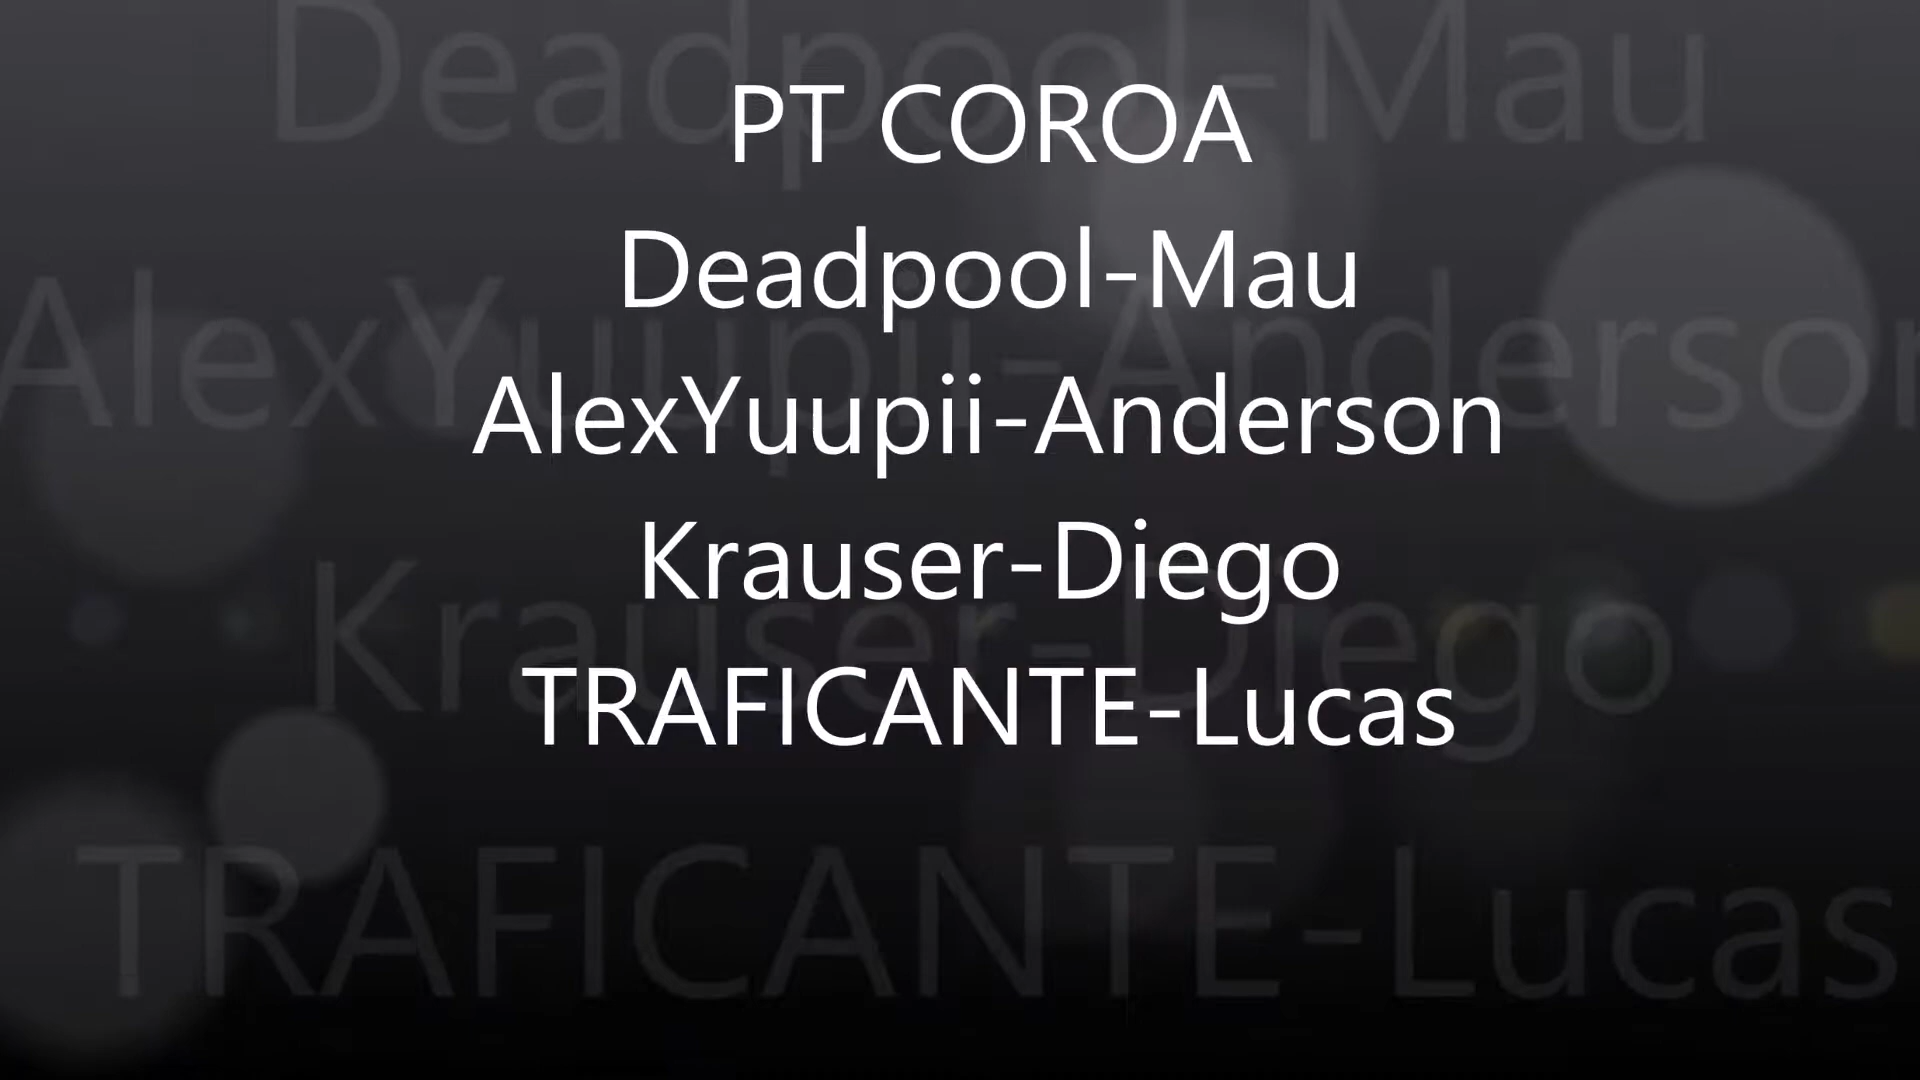 PT COROA
Deadpool-Mau
AlexYuupii-Anderson
Krauser-Diego
TRAFICANTE-Lucas